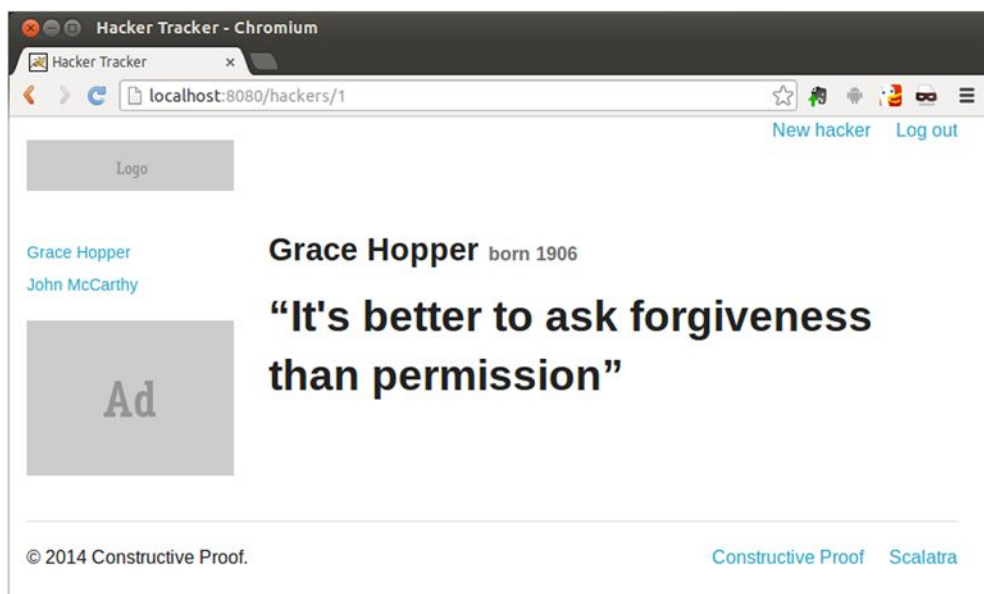 Hacker Tracker - Chromium
Hacker Tracker
localhost:8080/hackers/1
New hacker Log out
Logo
Grace Hopper
John McCarthy
Ad
Grace Hopper born 1906
“It's better to ask forgiveness
than permission”
© 2014 Constructive Proof.
Constructive Proof Scalatra